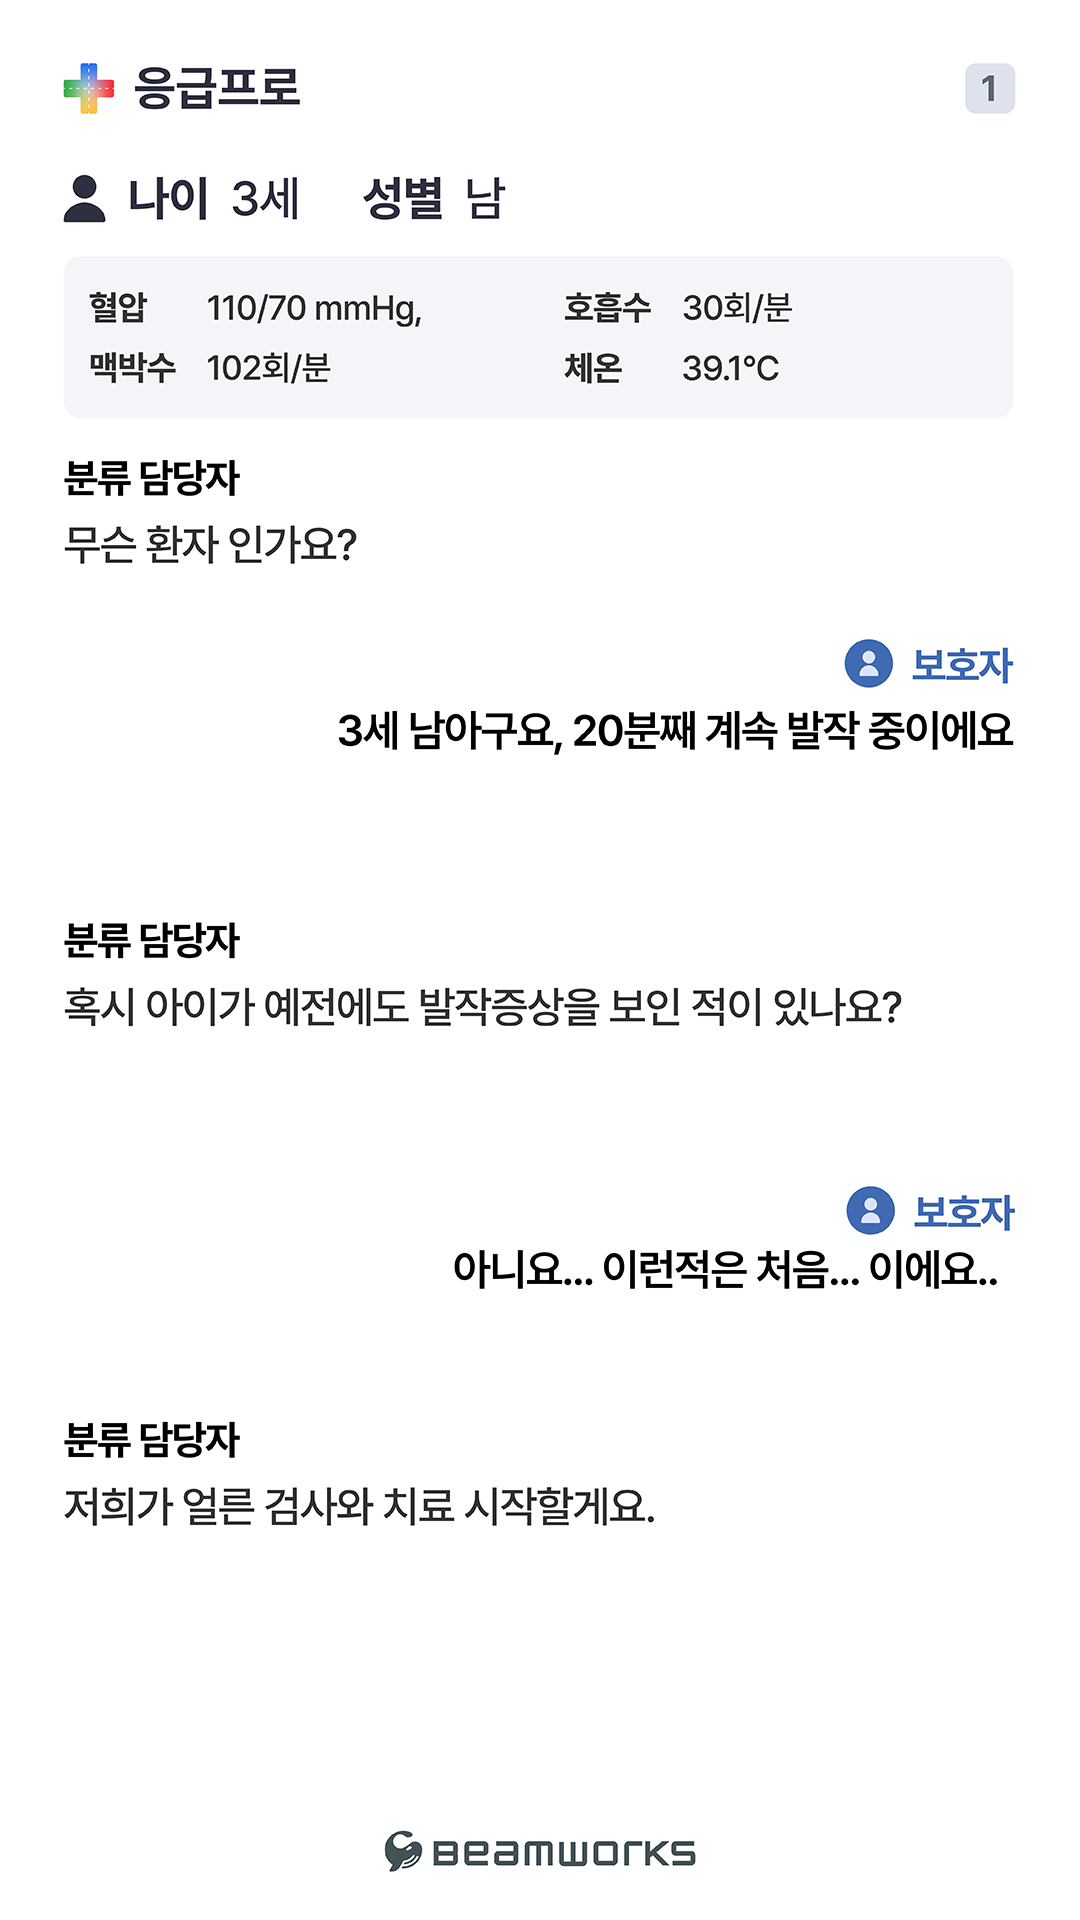 응급프로
1
나이 3세 성별 남
혈압 110/70 mmHg, 호흡수 30회/분
맥박수 102회/분 체온 39.1°C
분류 담당자
무슨 환자 인가요?
보호자
3세 남아구요, 20분째 계속 발작 중이에요
분류 담당자
혹시 아이가 예전에도 발작증상을 보인 적이 있나요?
보호자
아니요... 이런적은 처음... 이에요..
분류 담당자
저희가 얼른 검사와 치료 시작할게요.
BEAMWORKS